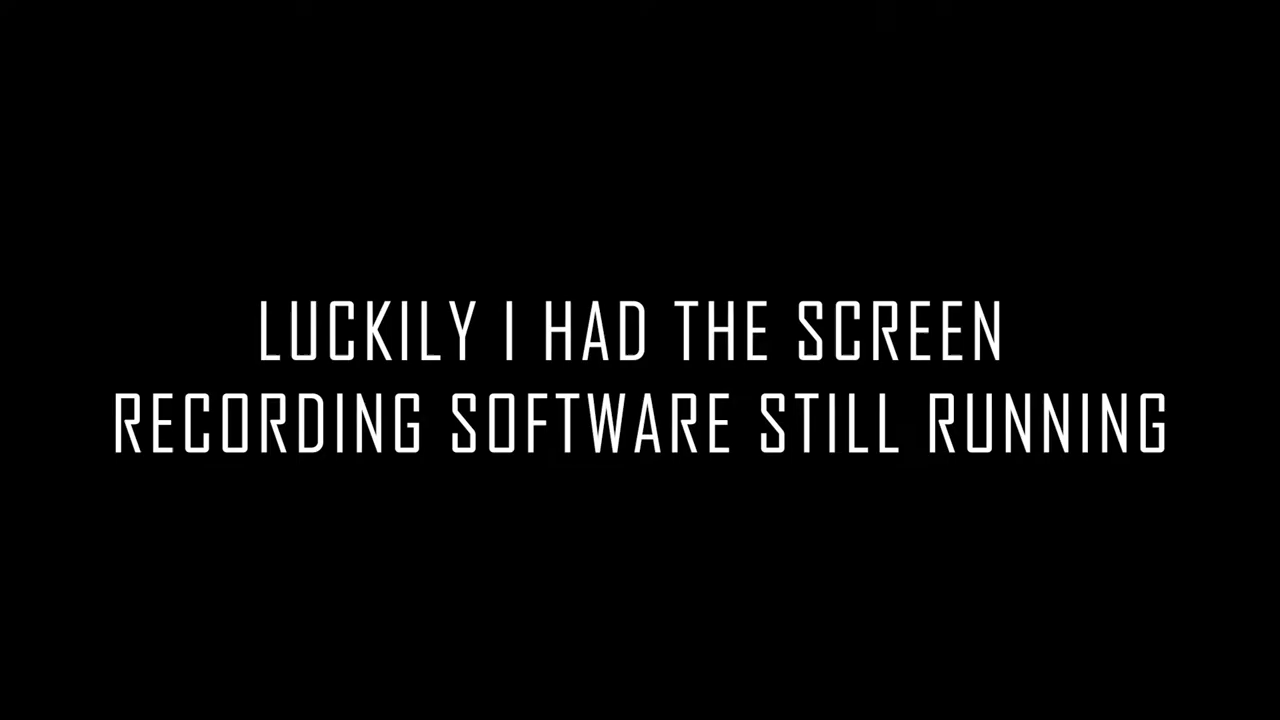 LUCKILY I HAD THE SCREEN
RECORDING SOFTWARE STILL RUNNING